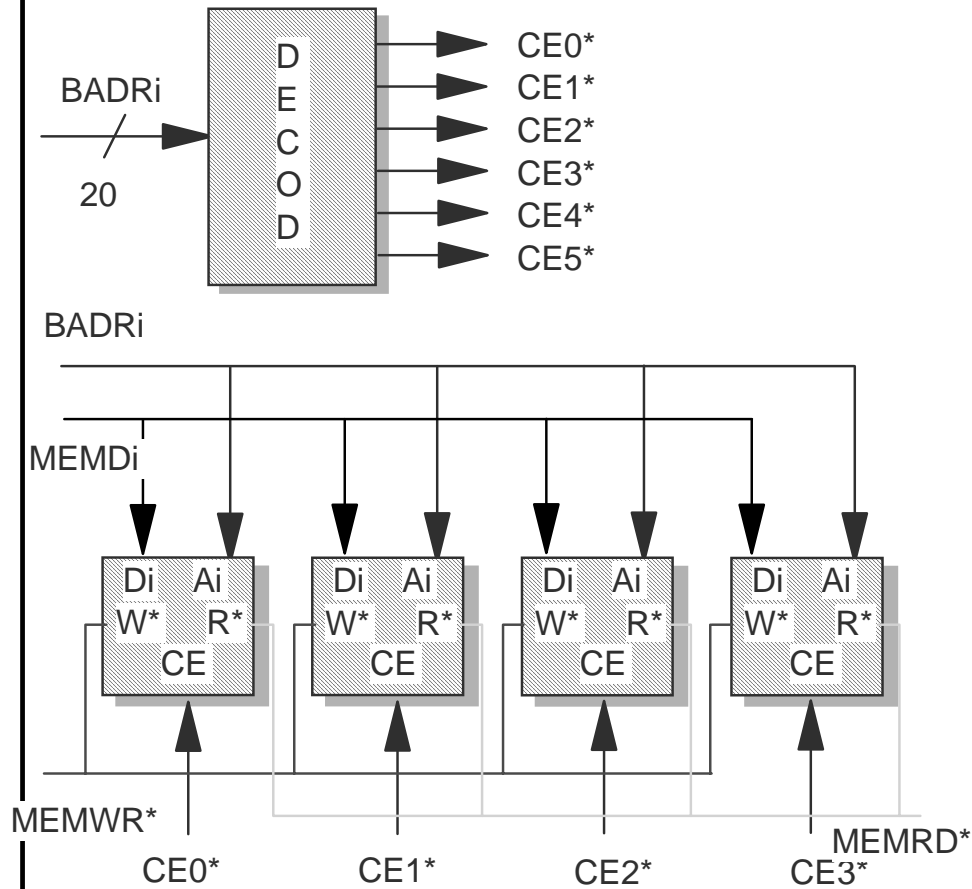 D
E
C
O
D
BADRi
20
CE0*
CE1*
CE2*
CE3*
CE4*
CE5*
BADRi
MEMDi
Di Ai
W* R*
CE
Di Ai
W* R*
CE
Di Ai
W* R*
CE
Di Ai
W* R*
CE
MEMWR*
MEMRD*
CE0*
CE1*
CE2*
CE3*